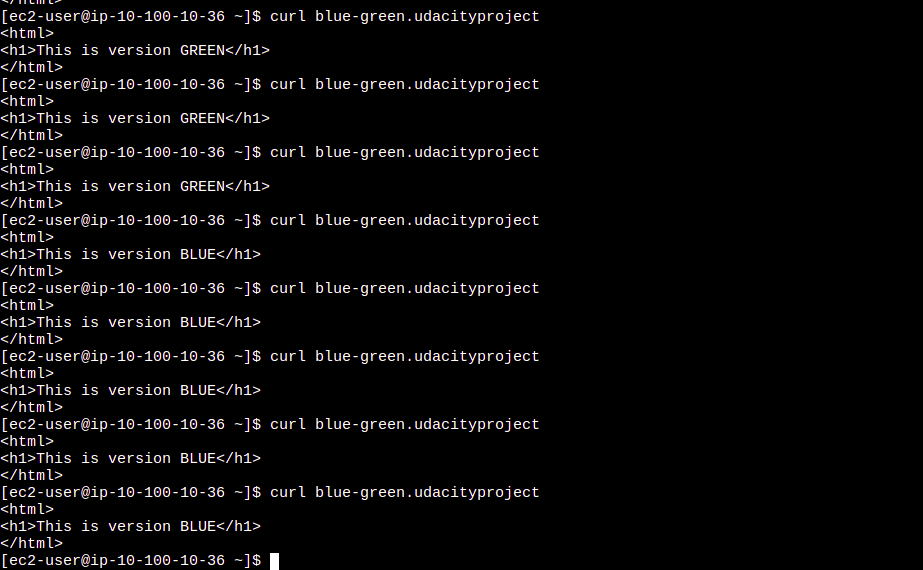 </html>
[ec2-user@ip-10-100-10-36 ~]$ curl blue-green.udacityproject
<html>
<h1>This is version GREEN</h1>
</html>
[ec2-user@ip-10-100-10-36 ~]$ curl blue-green.udacityproject
<html>
<h1>This is version GREEN</h1>
</html>
[ec2-user@ip-10-100-10-36 ~]$ curl blue-green.udacityproject
<html>
<h1>This is version GREEN</h1>
</html>
[ec2-user@ip-10-100-10-36 ~]$ curl blue-green.udacityproject
<html>
<h1>This is version BLUE</h1>
</html>
[ec2-user@ip-10-100-10-36 ~]$ curl blue-green.udacityproject
<html>
<h1>This is version BLUE</h1>
</html>
[ec2-user@ip-10-100-10-36 ~]$ curl blue-green.udacityproject
<html>
<h1>This is version BLUE</h1>
</html>
[ec2-user@ip-10-100-10-36 ~]$ curl blue-green.udacityproject
<html>
<h1>This is version BLUE</h1>
</html>
[ec2-user@ip-10-100-10-36 ~]$ curl blue-green.udacityproject
<html>
<h1>This is version BLUE</h1>
</html>
[ec2-user@ip-10-100-10-36 ~]$